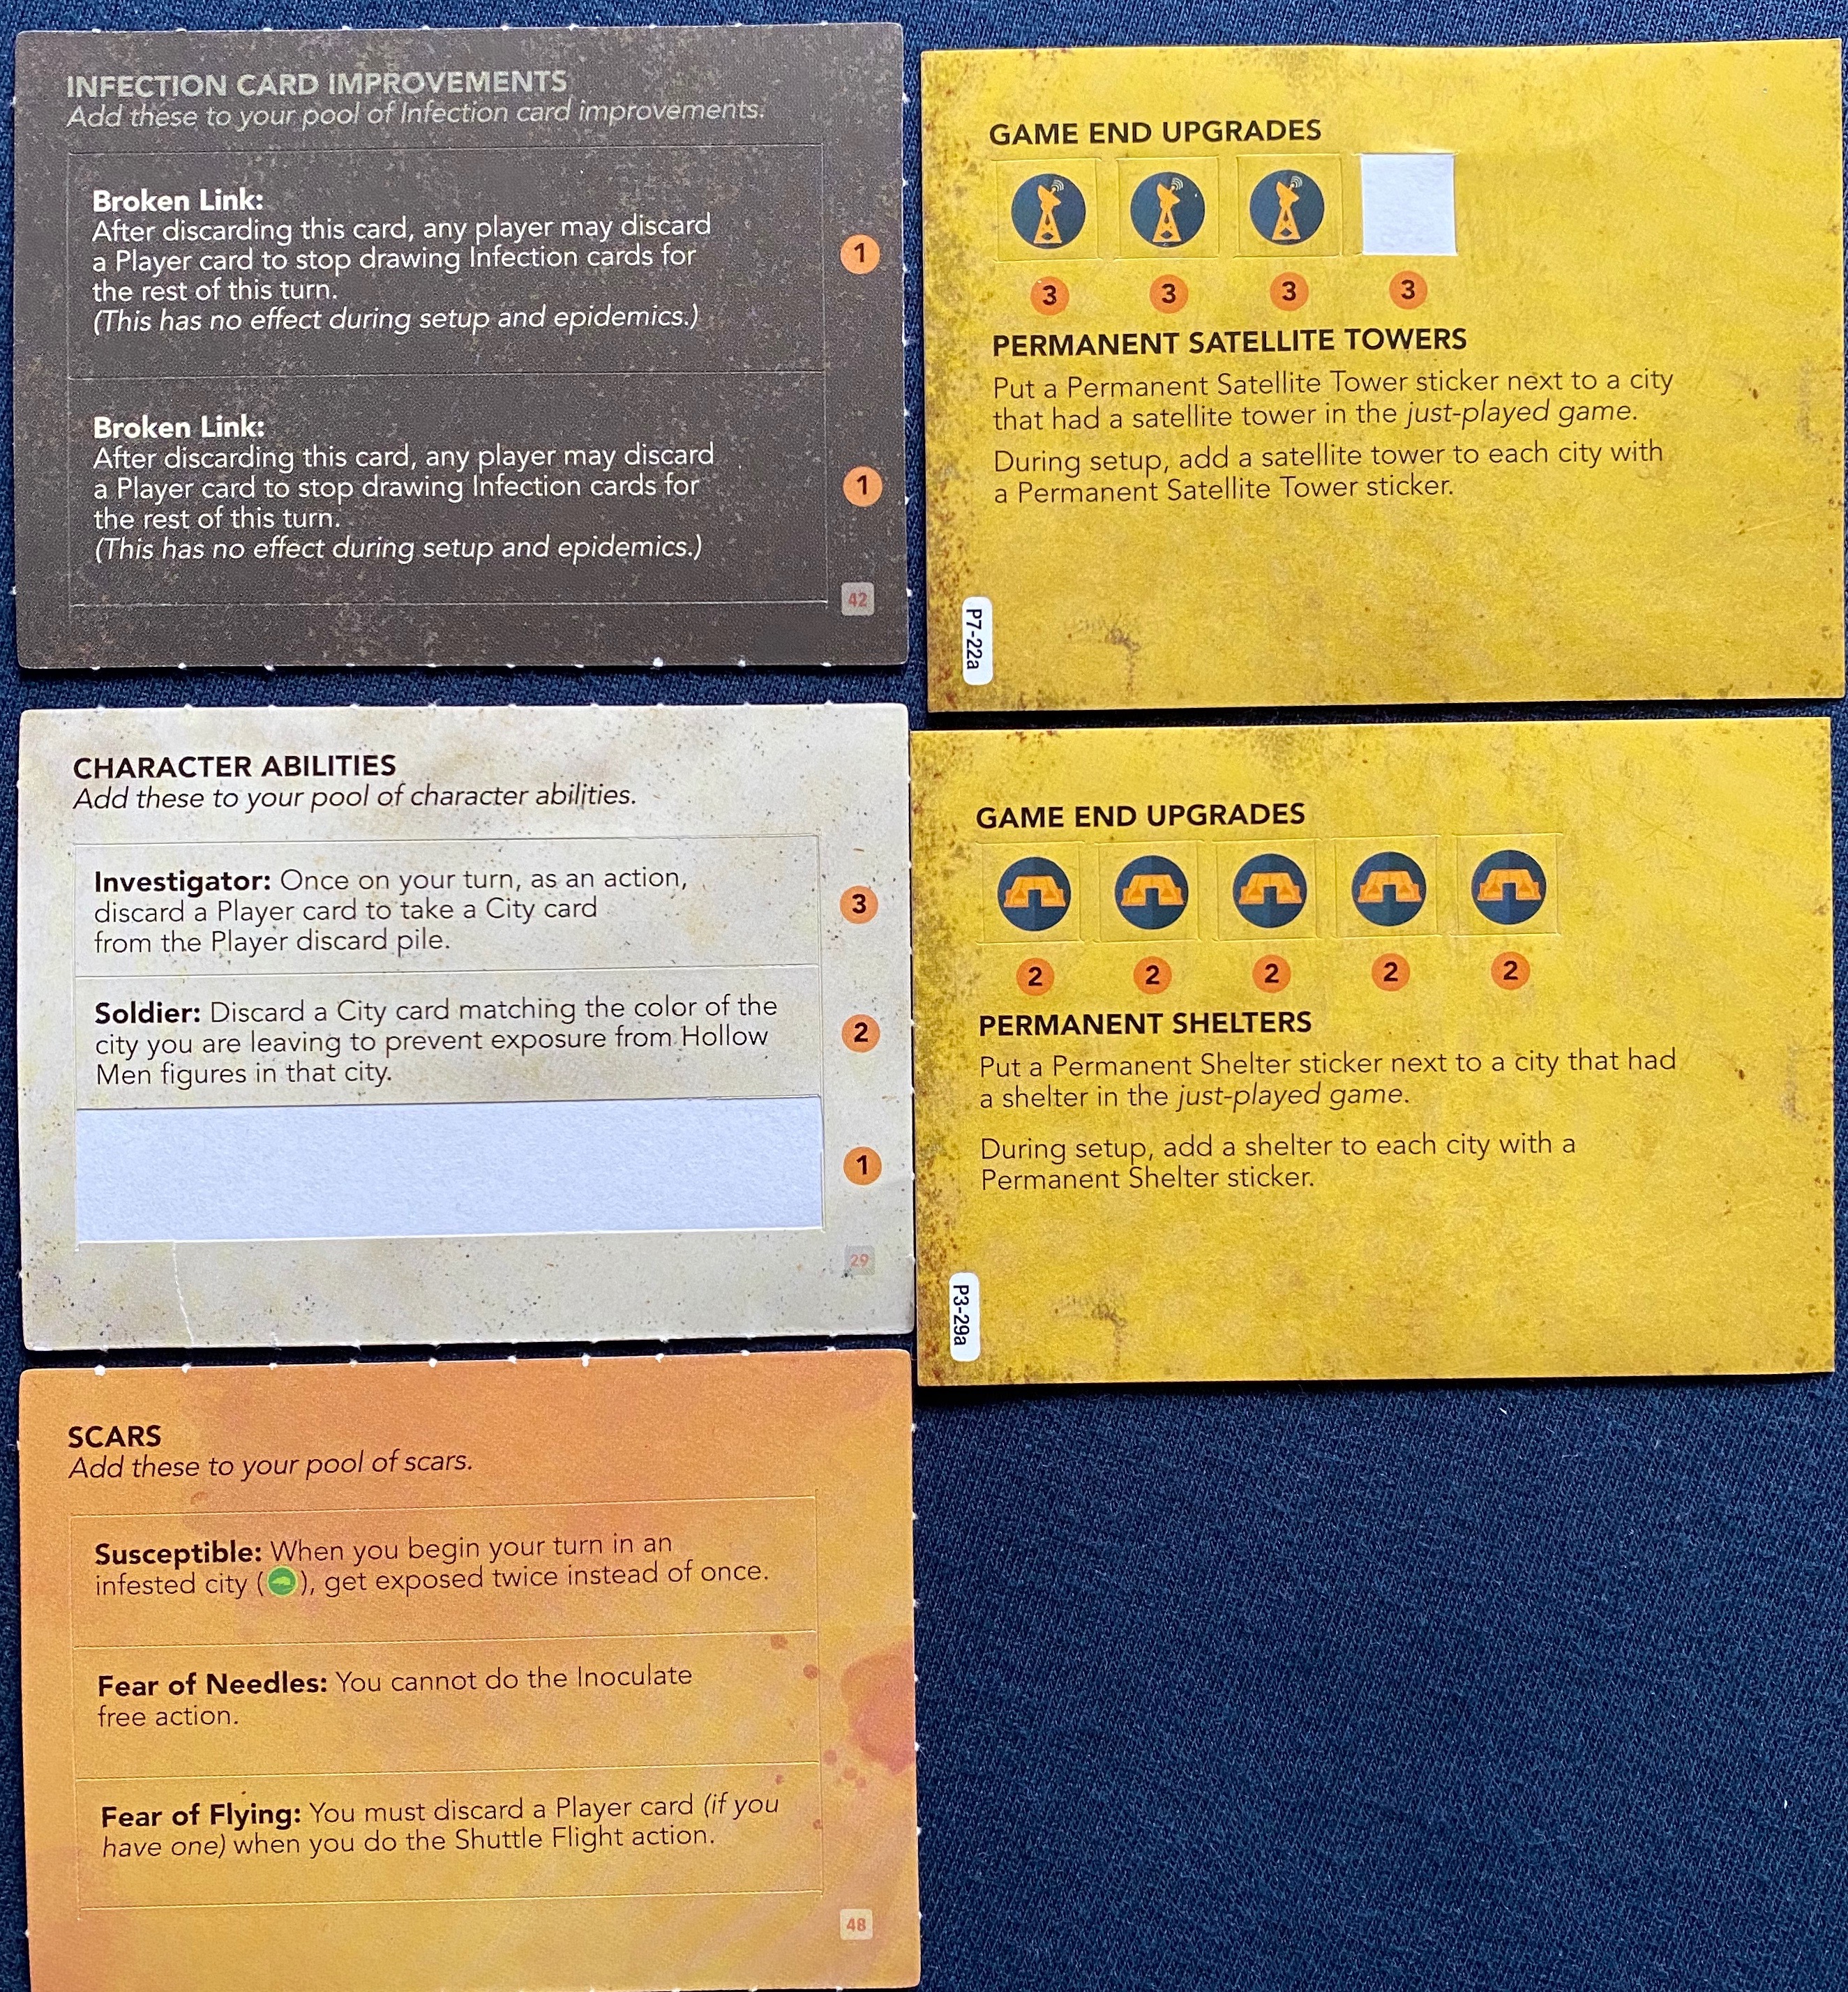 INFECTION CARD IMPROVEMENTS
Add these to your pool of Infection card improvements.
Broken Link:
After discarding this card, any player may discard
a Player card to stop drawing Infection cards for
the rest of this turn.
(This has no effect during setup and epidemics.)
1
Broken Link:
After discarding this card, any player may discard
a Player card to stop drawing Infection cards for
the rest of this turn.
(This has no effect during setup and epidemics.)
1
42
GAME END UPGRADES
3 3 3 3
PERMANENT SATELLITE TOWERS
Put a Permanent Satellite Tower sticker next to a city
that had a satellite tower in the just-played game.
During setup, add a satellite tower to each city with
a Permanent Satellite Tower sticker.
P7-22a
CHARACTER ABILITIES
Add these to your pool of character abilities.
Investigator: Once on your turn, as an action,
discard a Player card to take a City card
from the Player discard pile.
3
Soldier: Discard a City card matching the color of the
city you are leaving to prevent exposure from Hollow
Men figures in that city.
2
1
29
GAME END UPGRADES
2 2 2 2 2
PERMANENT SHELTERS
Put a Permanent Shelter sticker next to a city that had
a shelter in the just-played game.
During setup, add a shelter to each city with a
Permanent Shelter sticker.
P3-29a
SCARS
Add these to your pool of scars.
Susceptible: When you begin your turn in an
infested city ( ), get exposed twice instead of once.
Fear of Needles: You cannot do the Inoculate
free action.
Fear of Flying: You must discard a Player card (if you
have one) when you do the Shuttle Flight action.
48